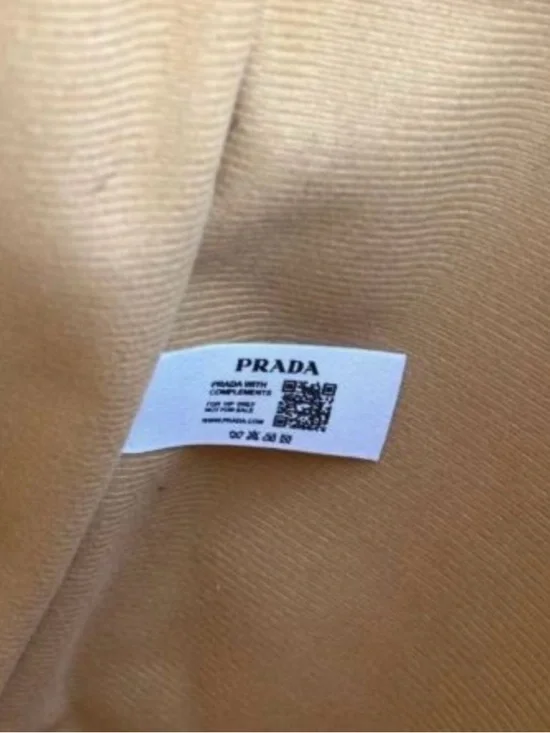 PRADA
PRADA WITH
COMPLEMENTS
FOR VIP ONLY
NOT FOR SALE
WWW.PRADA.COM